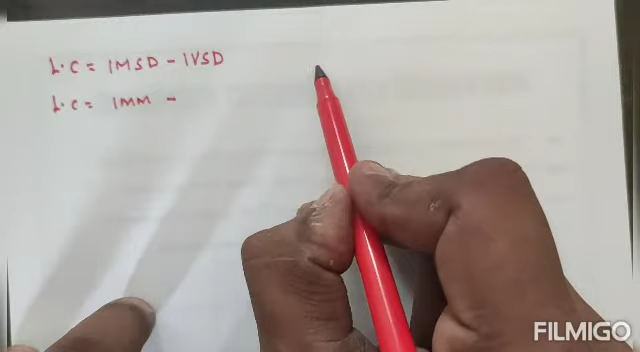 L.C = 1MSD - 1VSD
L.C = 1MM -
FILMIGO